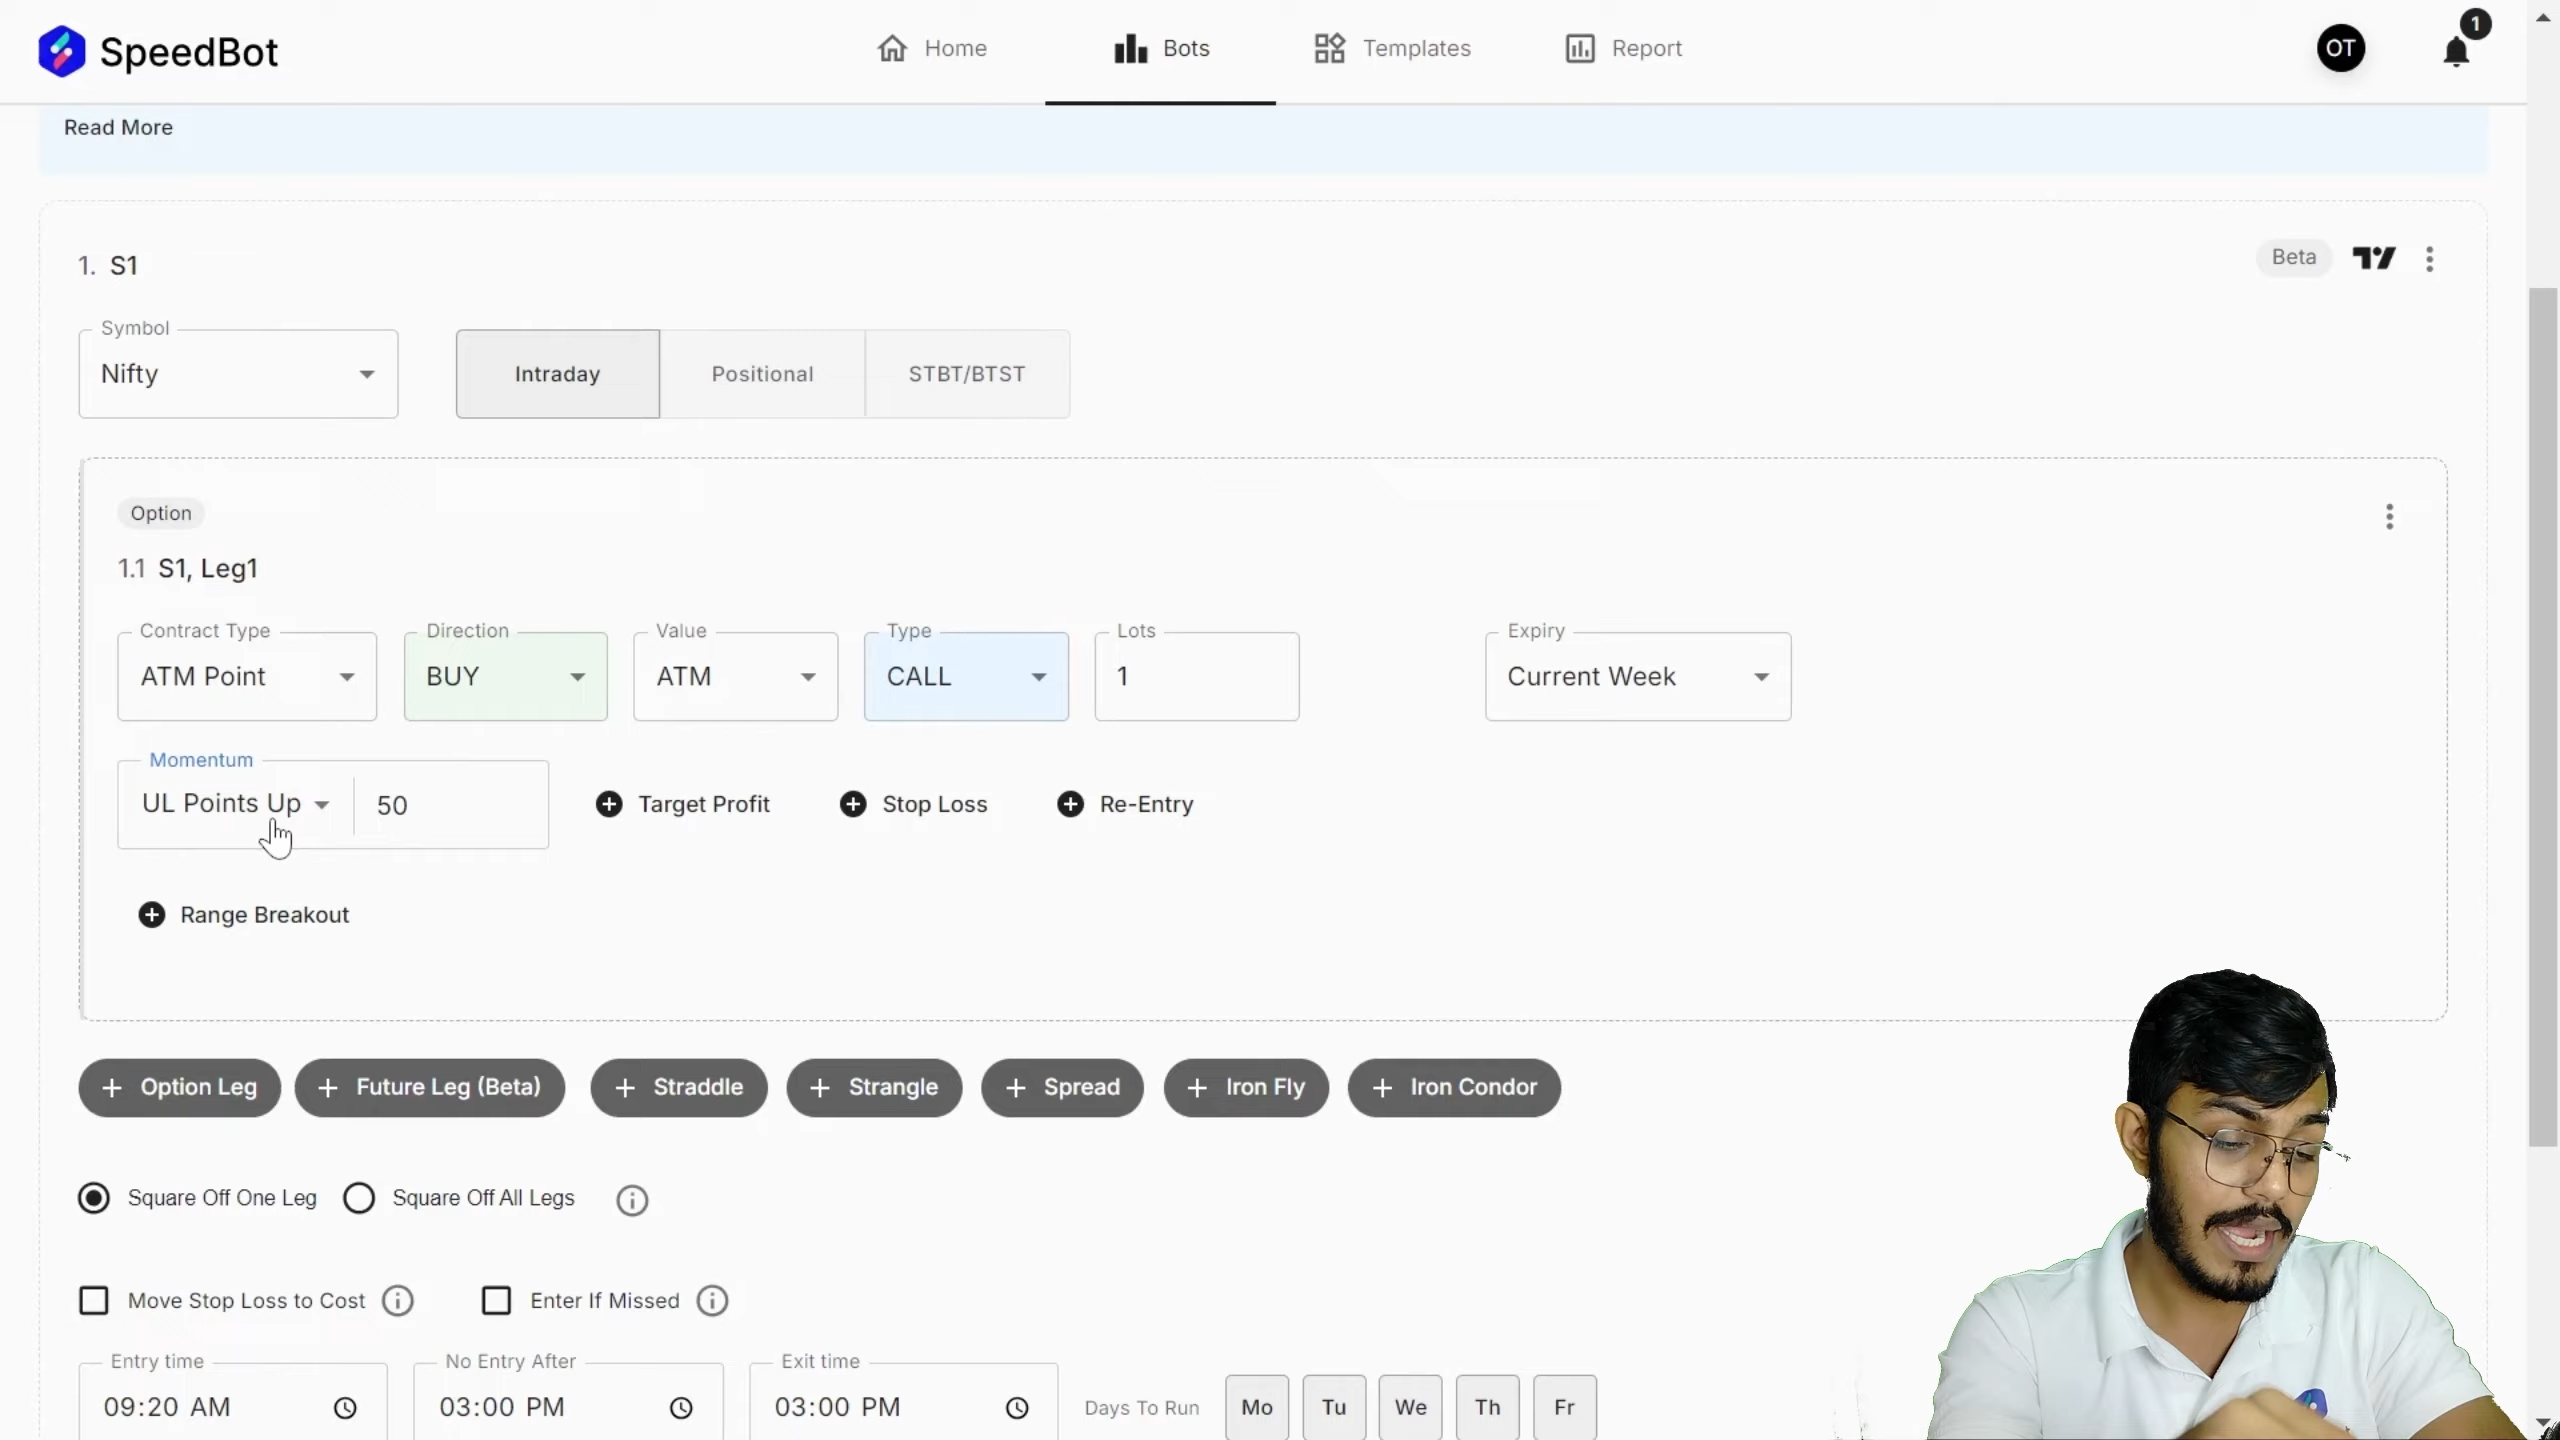 SpeedBot
Home
Bots
Templates
Report
OT
1
Read More
1. S1
Beta
Symbol
Nifty
Intraday
Positional
STBT/BTST
Option
1.1 S1, Leg1
Contract Type
ATM Point
Direction
BUY
Value
ATM
Type
CALL
Lots
1
Expiry
Current Week
Momentum
UL Points Up
50
Target Profit
Stop Loss
Re-Entry
Range Breakout
+ Option Leg
+ Future Leg (Beta)
+ Straddle
+ Strangle
+ Spread
+ Iron Fly
+ Iron Condor
Square Off One Leg
Square Off All Legs
Move Stop Loss to Cost
Enter If Missed
Entry time
09:20 AM
No Entry After
03:00 PM
Exit time
03:00 PM
Days To Run
Mo
Tu
We
Th
Fr